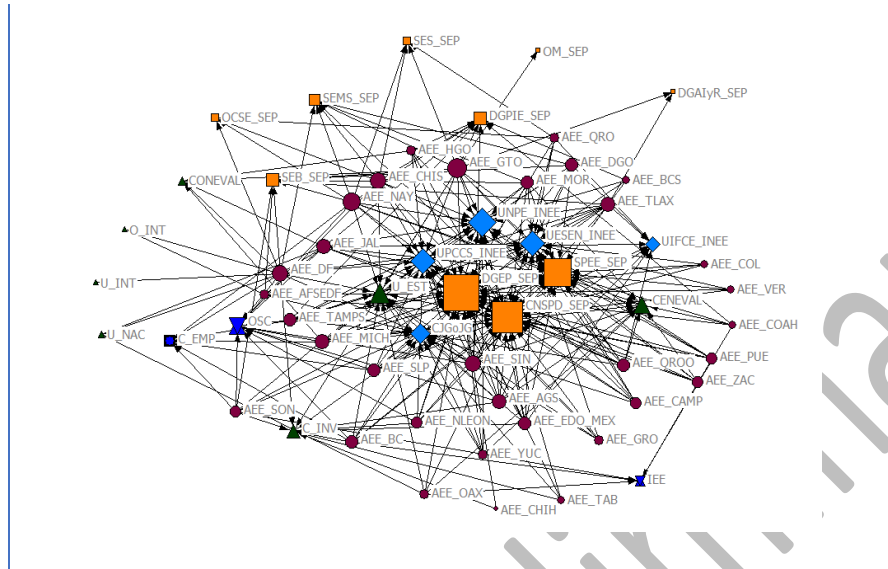 SES_SEP
OM_SEP
DGAIyR_SEP
SEMS_SEP
OCSE_SEP
DGPIE_SEP
AEE_QRO
AEE_HGO
AEE_GTO
AEE_DGO
CONEVAL
SEB_SEP
AEE_CHIS
AEE_MOR
AEE_BCS
AEE_NAY
AEE_TLAX
UNPE_INEE
O_INT
AEE_JAL
UPCCS_INEE
UESEN_INEE
UIFCE_INEE
AEE_DF
SPEE_SEP
AEE_COL
U_INT
AEE_AFSEDF
U_EST
DGEP_SEP
AEE_VER
CENEVAL
OSC
AEE_TAMPS
CNSPD_SEP
AEE_COAH
U_NAC
C_EMP
AEE_MICH
CJGoJG
AEE_SIN
AEE_PUE
AEE_SLP
AEE_QROO
AEE_ZAC
AEE_SON
AEE_AGS
AEE_CAMP
C_INV
AEE_BC
AEE_NLEON
AEE_EDO_MEX
AEE_GRO
AEE_YUC
IEE
AEE_OAX
AEE_TAB
AEE_CHIH